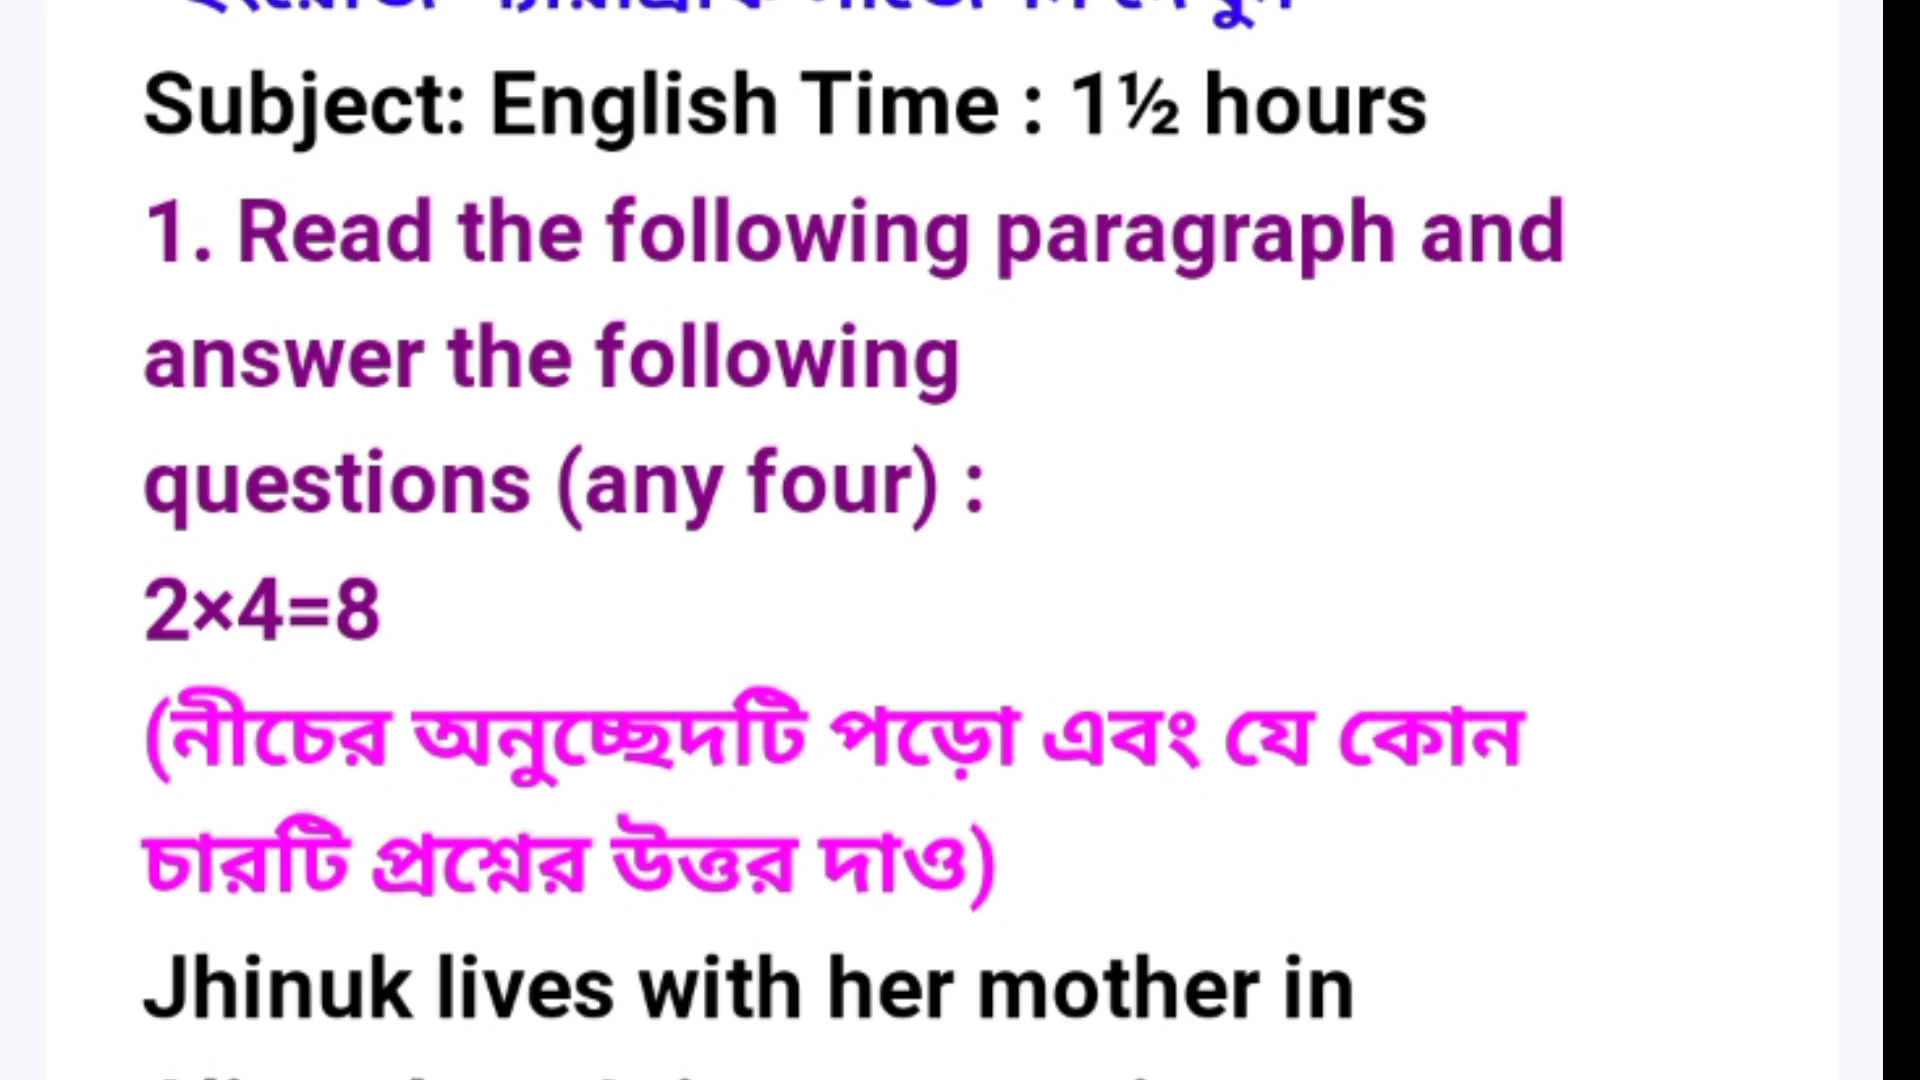 Subject: English Time : 1½ hours
1. Read the following paragraph and
answer the following
questions (any four) :
2×4=8
(নীচের অনুচ্ছেদটি পড়ো এবং যে কোন
চারটি প্রশ্নের উত্তর দাও)
Jhinuk lives with her mother in